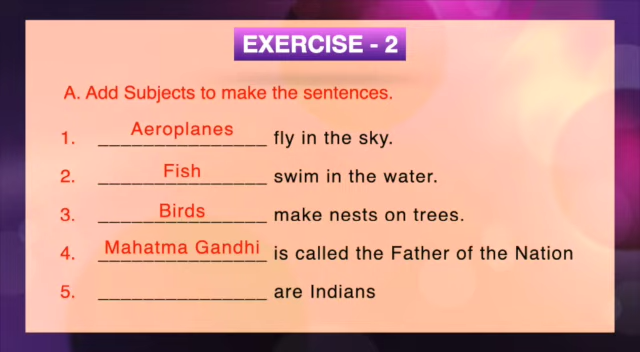 EXERCISE - 2
A. Add Subjects to make the sentences.
1. Aeroplanes fly in the sky.
2. Fish swim in the water.
3. Birds make nests on trees.
4. Mahatma Gandhi is called the Father of the Nation
5. _______________ are Indians